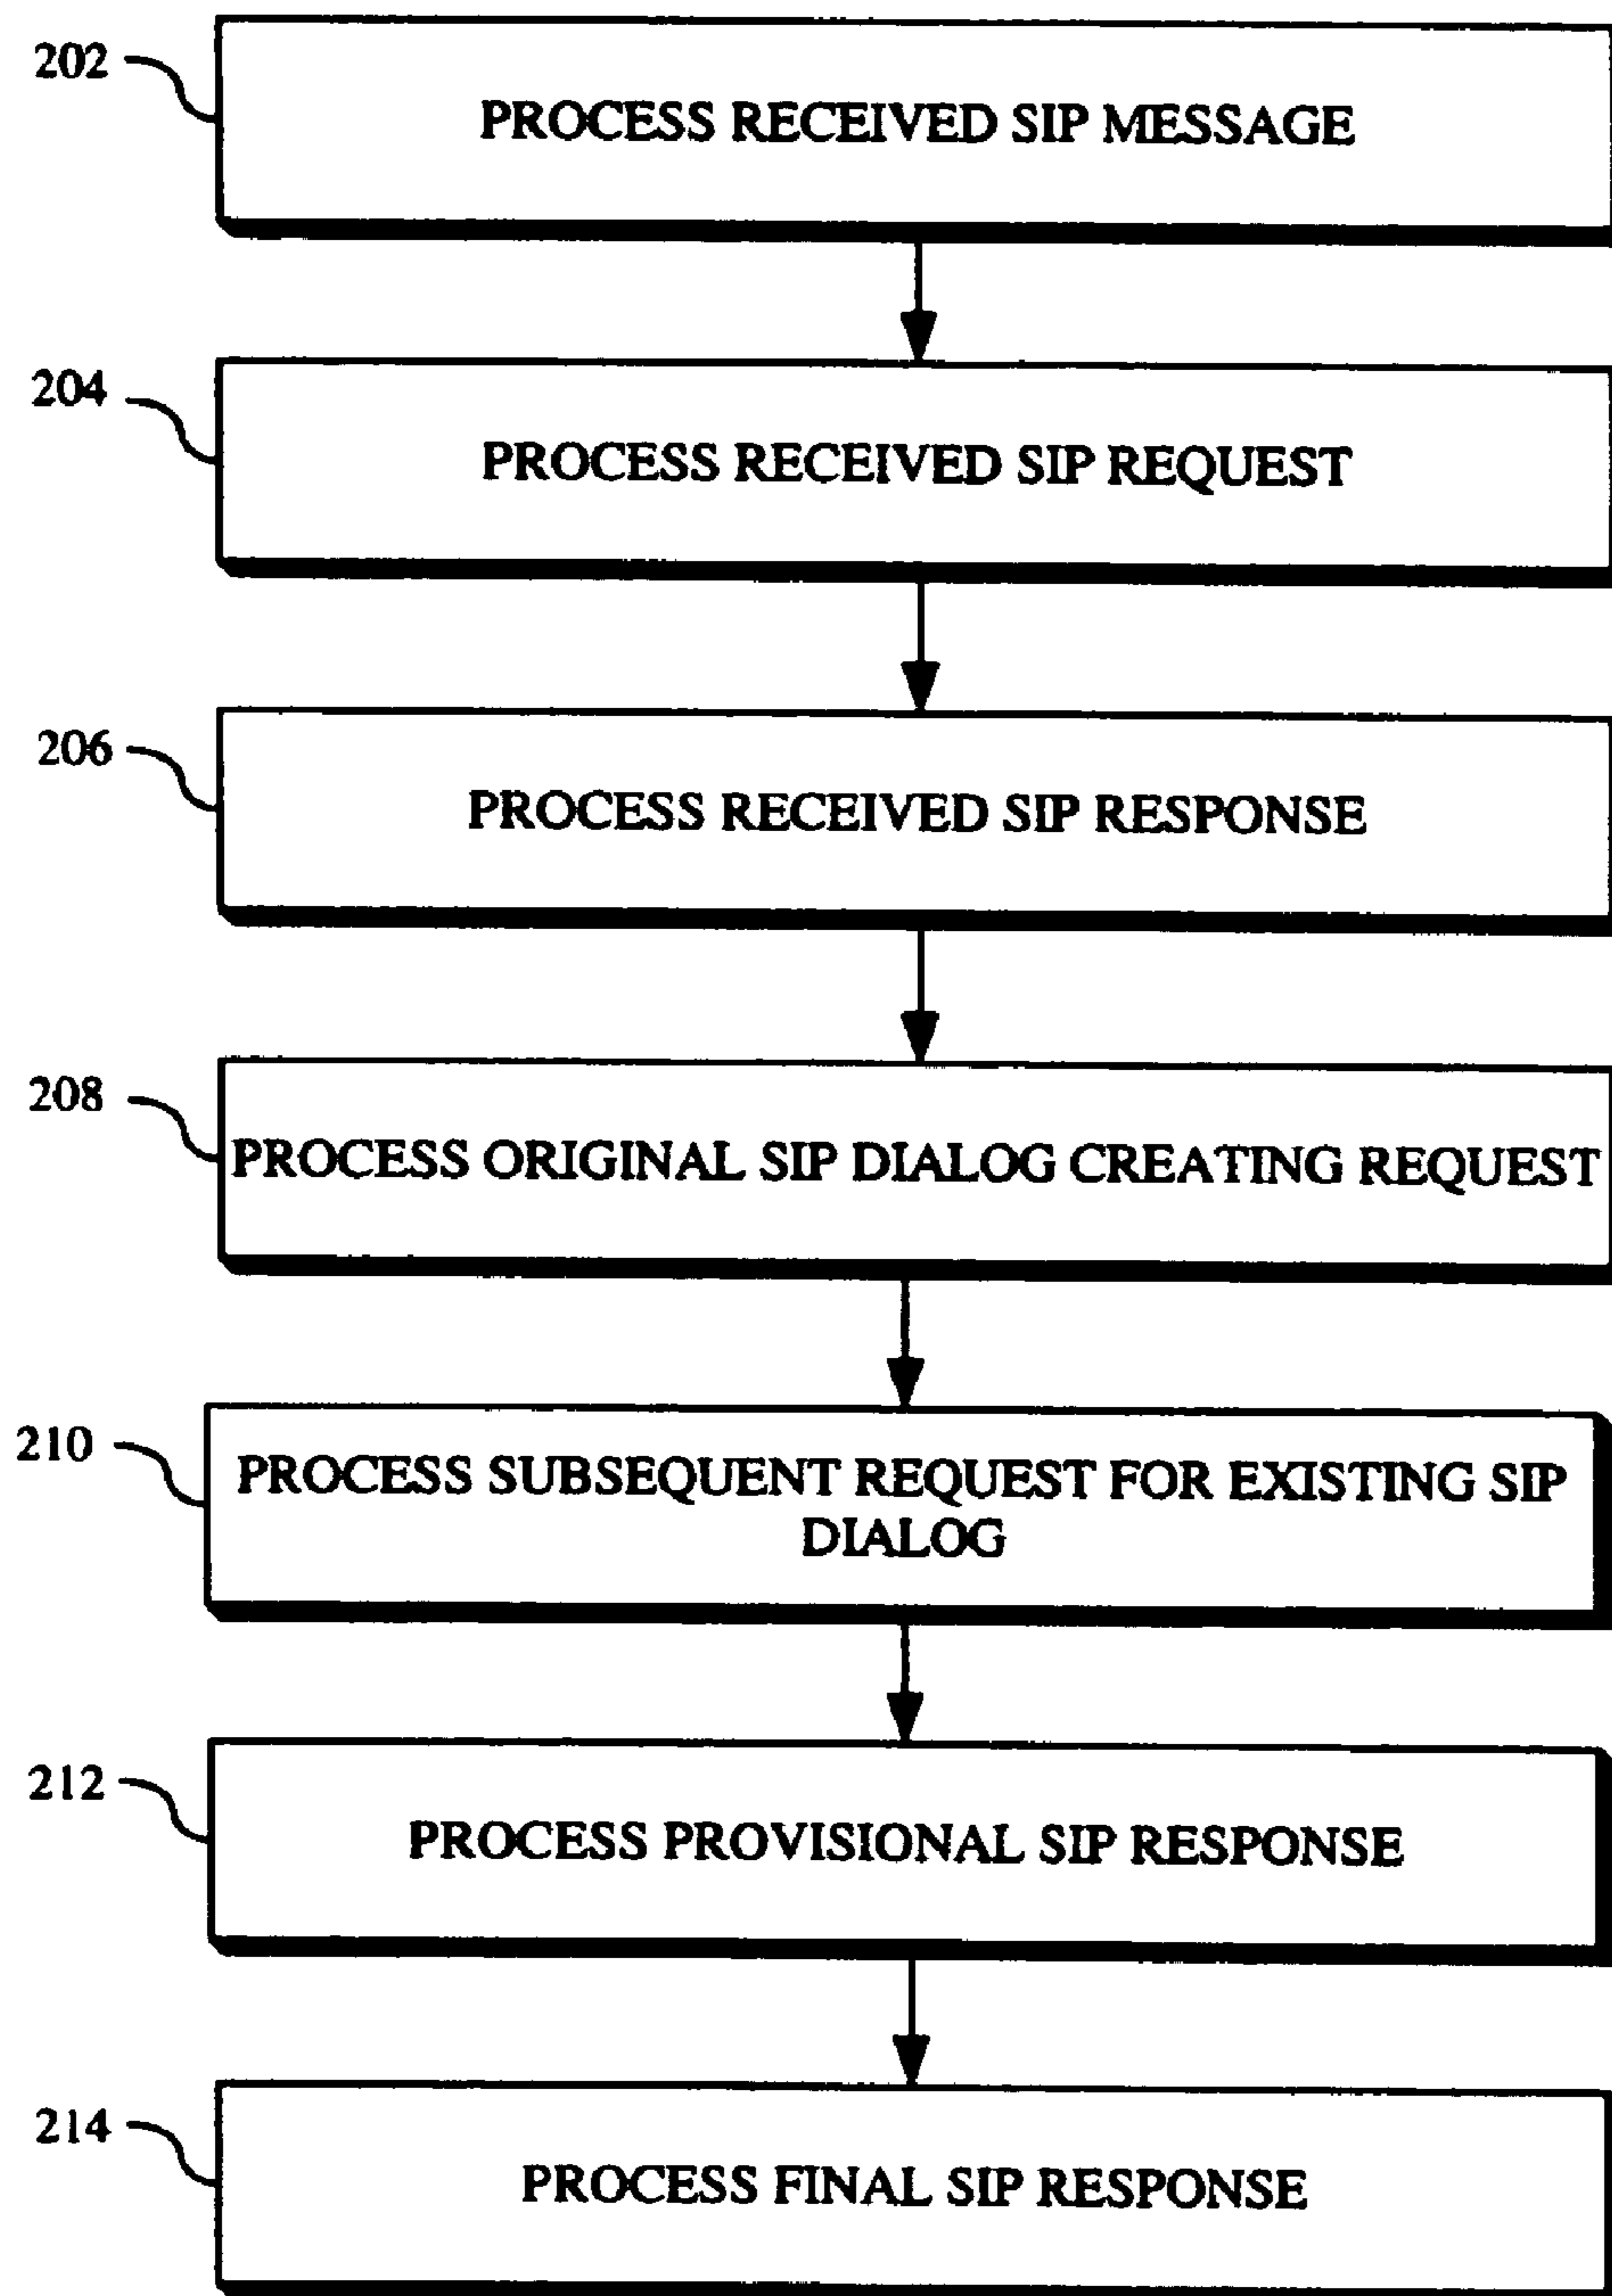 202
PROCESS RECEIVED SIP MESSAGE
204
PROCESS RECEIVED SIP REQUEST
206
PROCESS RECEIVED SIP RESPONSE
208
PROCESS ORIGINAL SIP DIALOG CREATING REQUEST
210
PROCESS SUBSEQUENT REQUEST FOR EXISTING SIP
DIALOG
212
PROCESS PROVISIONAL SIP RESPONSE
214
PROCESS FINAL SIP RESPONSE